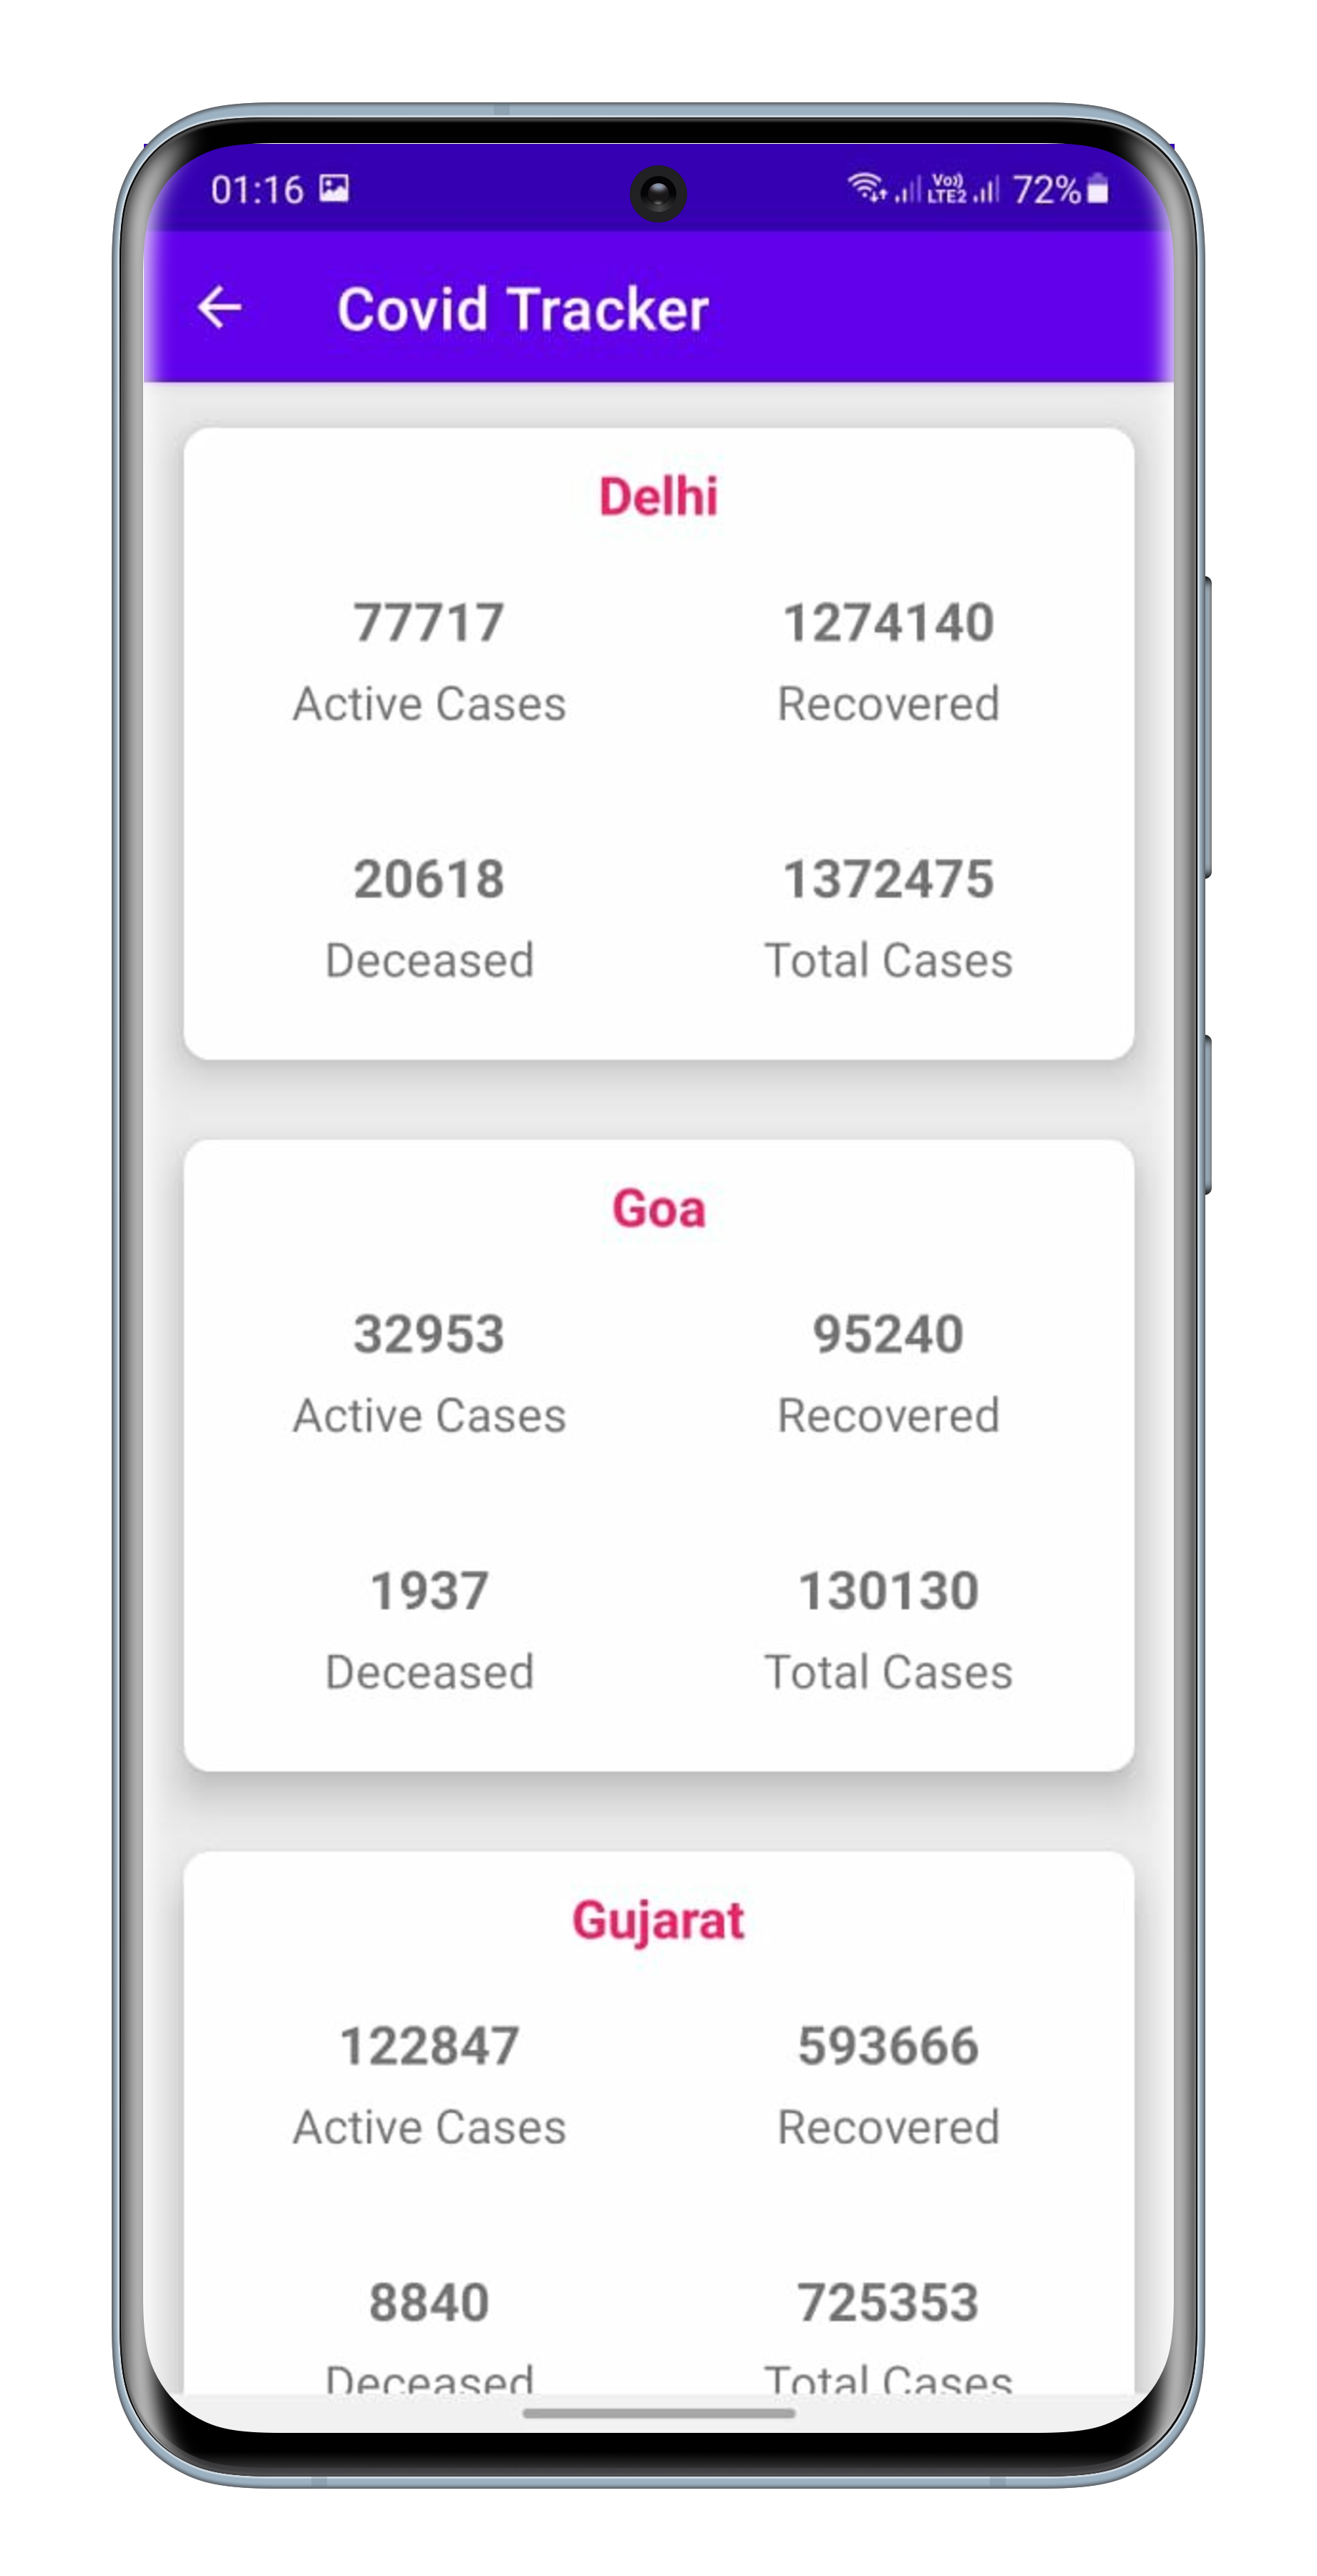 01:16 Vo)) LTE2 72%
Covid Tracker
Delhi
77717 1274140
Active Cases Recovered
20618 1372475
Deceased Total Cases
Goa
32953 95240
Active Cases Recovered
1937 130130
Deceased Total Cases
Gujarat
122847 593666
Active Cases Recovered
8840 725353
Deceased Total Cases